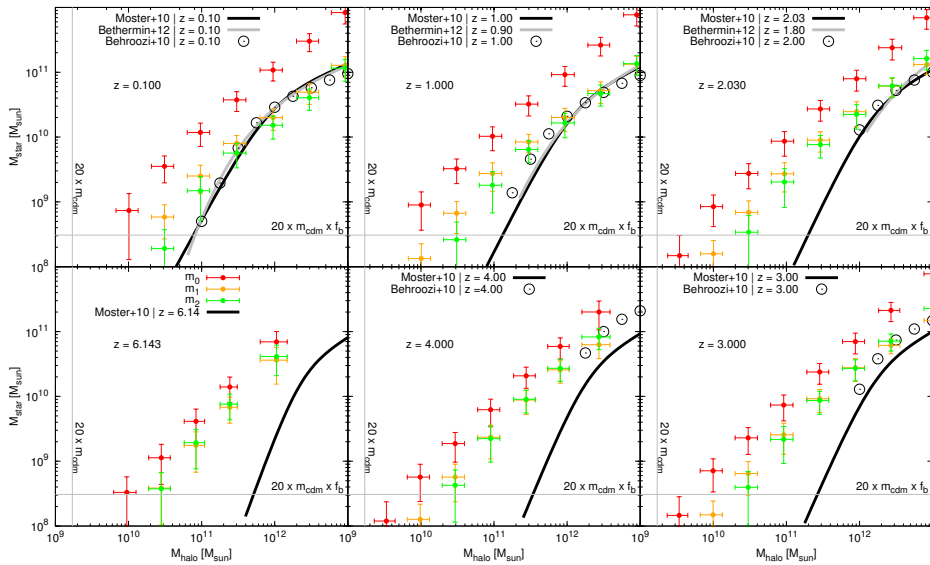 Moster+10 | z = 0.10
Bethermin+12 | z = 0.10
Behroozi+10 | z = 0.10
z = 0.100
20 x m_cdm
20 x m_cdm x f_b
M_star [M_sun]
10^11
10^10
10^9
10^8
Moster+10 | z = 1.00
Bethermin+12 | z = 0.90
Behroozi+10 | z = 1.00
z = 1.000
20 x m_cdm
20 x m_cdm x f_b
Moster+10 | z = 2.03
Bethermin+12 | z = 1.80
Behroozi+10 | z = 2.00
z = 2.030
20 x m_cdm
20 x m_cdm x f_b
m_0
m_1
m_2
Moster+10 | z = 6.14
z = 6.143
20 x m_cdm
20 x m_cdm x f_b
M_star [M_sun]
10^11
10^10
10^9
10^8
10^9
10^10
10^11
10^12
M_halo [M_sun]
Moster+10 | z = 4.00
Behroozi+10 | z =4.00
z = 4.000
20 x m_cdm
20 x m_cdm x f_b
10^9
10^10
10^11
10^12
M_halo [M_sun]
Moster+10 | z = 3.00
Behroozi+10 | z = 3.00
z = 3.000
20 x m_cdm
20 x m_cdm x f_b
10^9
10^10
10^11
10^12
M_halo [M_sun]